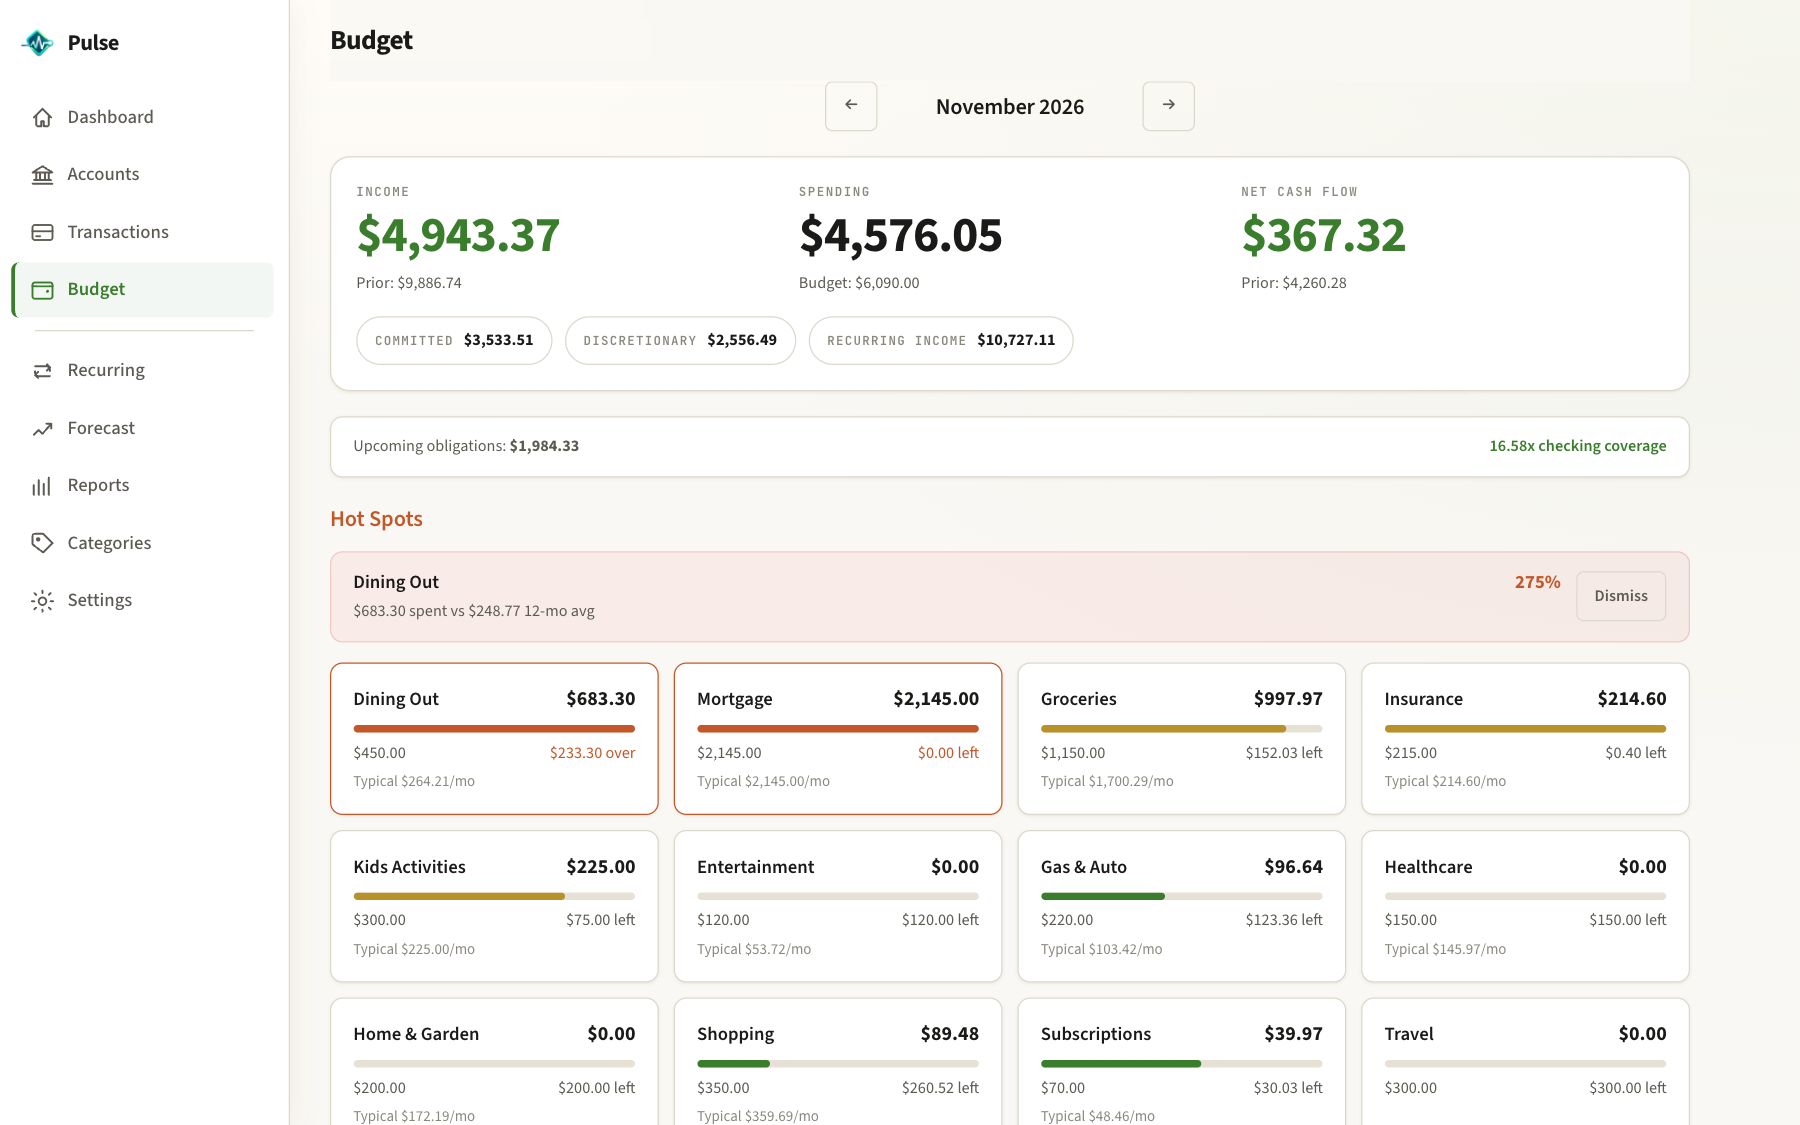 Pulse
Dashboard
Accounts
Transactions
Budget
Recurring
Forecast
Reports
Categories
Settings
Budget
←
November 2026
→
INCOME
$4,943.37
Prior: $9,886.74
SPENDING
$4,576.05
Budget: $6,090.00
NET CASH FLOW
$367.32
Prior: $4,260.28
COMMITTED $3,533.51
DISCRETIONARY $2,556.49
RECURRING INCOME $10,727.11
Upcoming obligations: $1,984.33
16.58x checking coverage
Hot Spots
Dining Out
$683.30 spent vs $248.77 12-mo avg
275%
Dismiss
Dining Out $683.30
$450.00 $233.30 over
Typical $264.21/mo
Mortgage $2,145.00
$2,145.00 $0.00 left
Typical $2,145.00/mo
Groceries $997.97
$1,150.00 $152.03 left
Typical $1,700.29/mo
Insurance $214.60
$215.00 $0.40 left
Typical $214.60/mo
Kids Activities $225.00
$300.00 $75.00 left
Typical $225.00/mo
Entertainment $0.00
$120.00 $120.00 left
Typical $53.72/mo
Gas & Auto $96.64
$220.00 $123.36 left
Typical $103.42/mo
Healthcare $0.00
$150.00 $150.00 left
Typical $145.97/mo
Home & Garden $0.00
$200.00 $200.00 left
Typical $172.19/mo
Shopping $89.48
$350.00 $260.52 left
Typical $359.69/mo
Subscriptions $39.97
$70.00 $30.03 left
Typical $48.46/mo
Travel $0.00
$300.00 $300.00 left